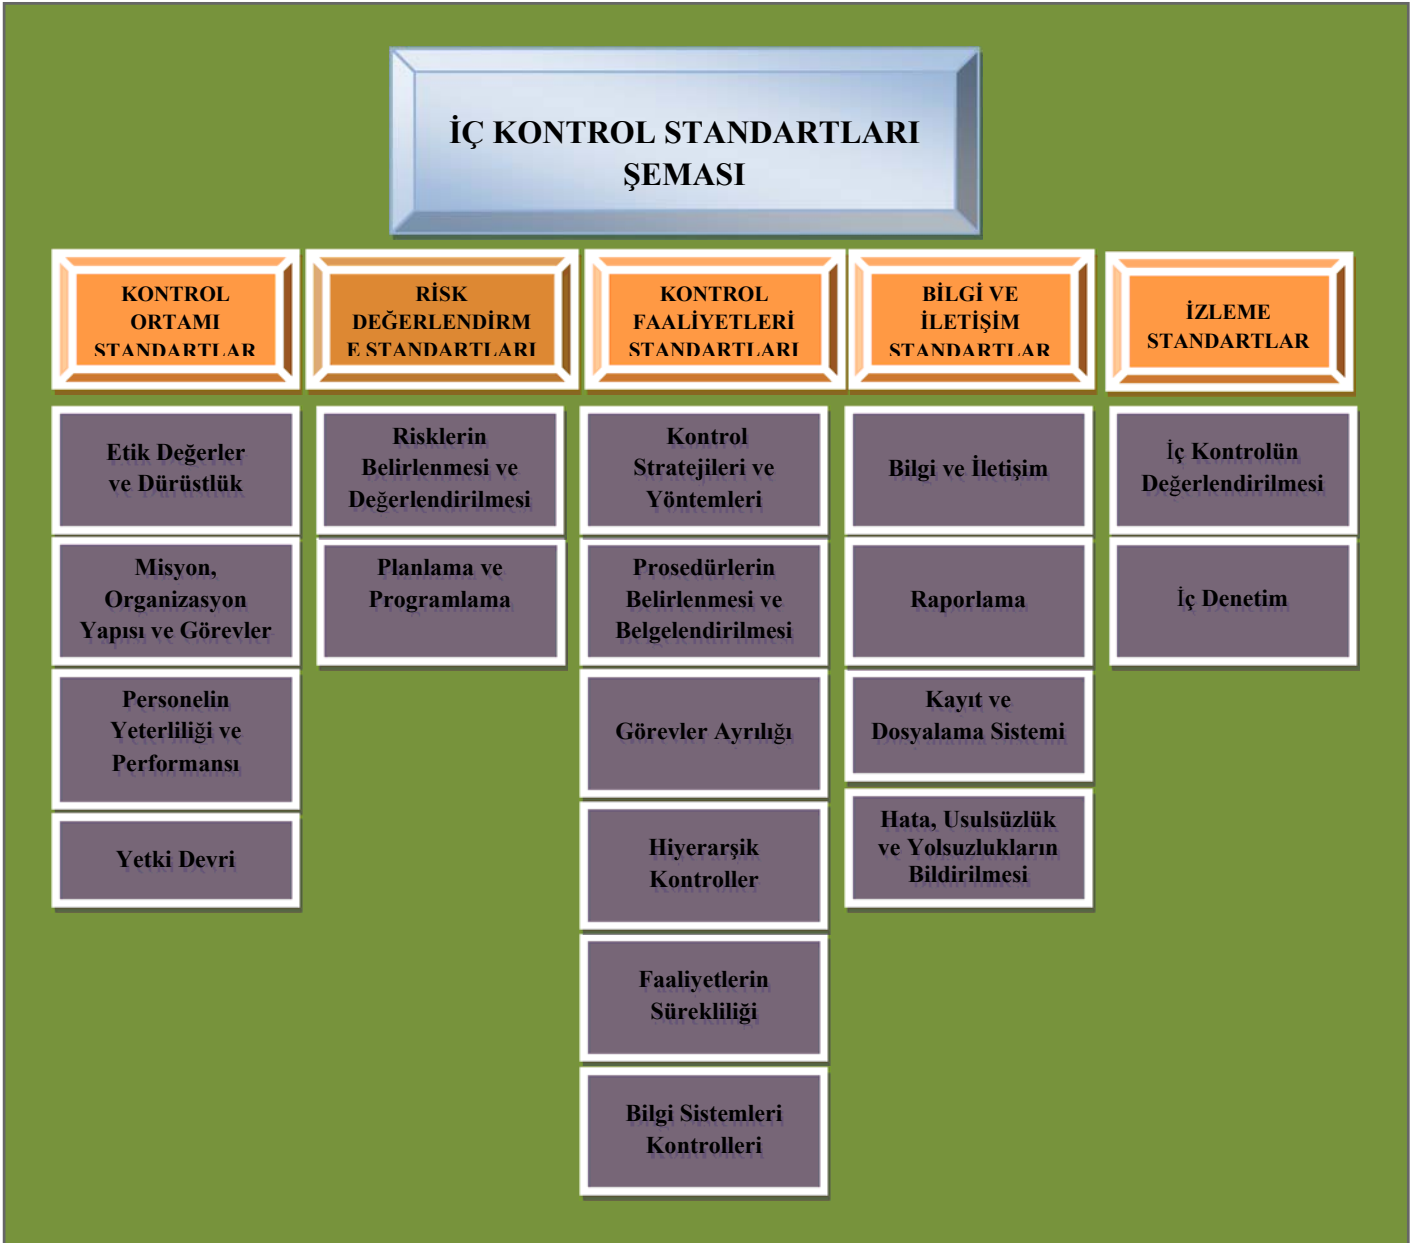 İÇ KONTROL STANDARTLARI
ŞEMASI
KONTROL
ORTAMI
STANDARTLAR
RİSK
DEĞERLENDİRM
E STANDARTLARI
KONTROL
FAALİYETLERİ
STANDARTLARI
BİLGİ VE
İLETİŞİM
STANDARTLAR
İZLEME
STANDARTLAR
Etik Değerler
ve Dürüstlük
Misyon,
Organizasyon
Yapısı ve Görevler
Personelin
Yeterliliği ve
Performansı
Yetki Devri
Risklerin
Belirlenmesi ve
Değerlendirilmesi
Planlama ve
Programlama
Kontrol
Stratejileri ve
Yöntemleri
Prosedürlerin
Belirlenmesi ve
Belgelendirilmesi
Görevler Ayrılığı
Hiyerarşik
Kontroller
Faaliyetlerin
Sürekliliği
Bilgi Sistemleri
Kontrolleri
Bilgi ve İletişim
Raporlama
Kayıt ve
Dosyalama Sistemi
Hata, Usulsüzlük
ve Yolsuzlukların
Bildirilmesi
İç Kontrolün
Değerlendirilmesi
İç Denetim